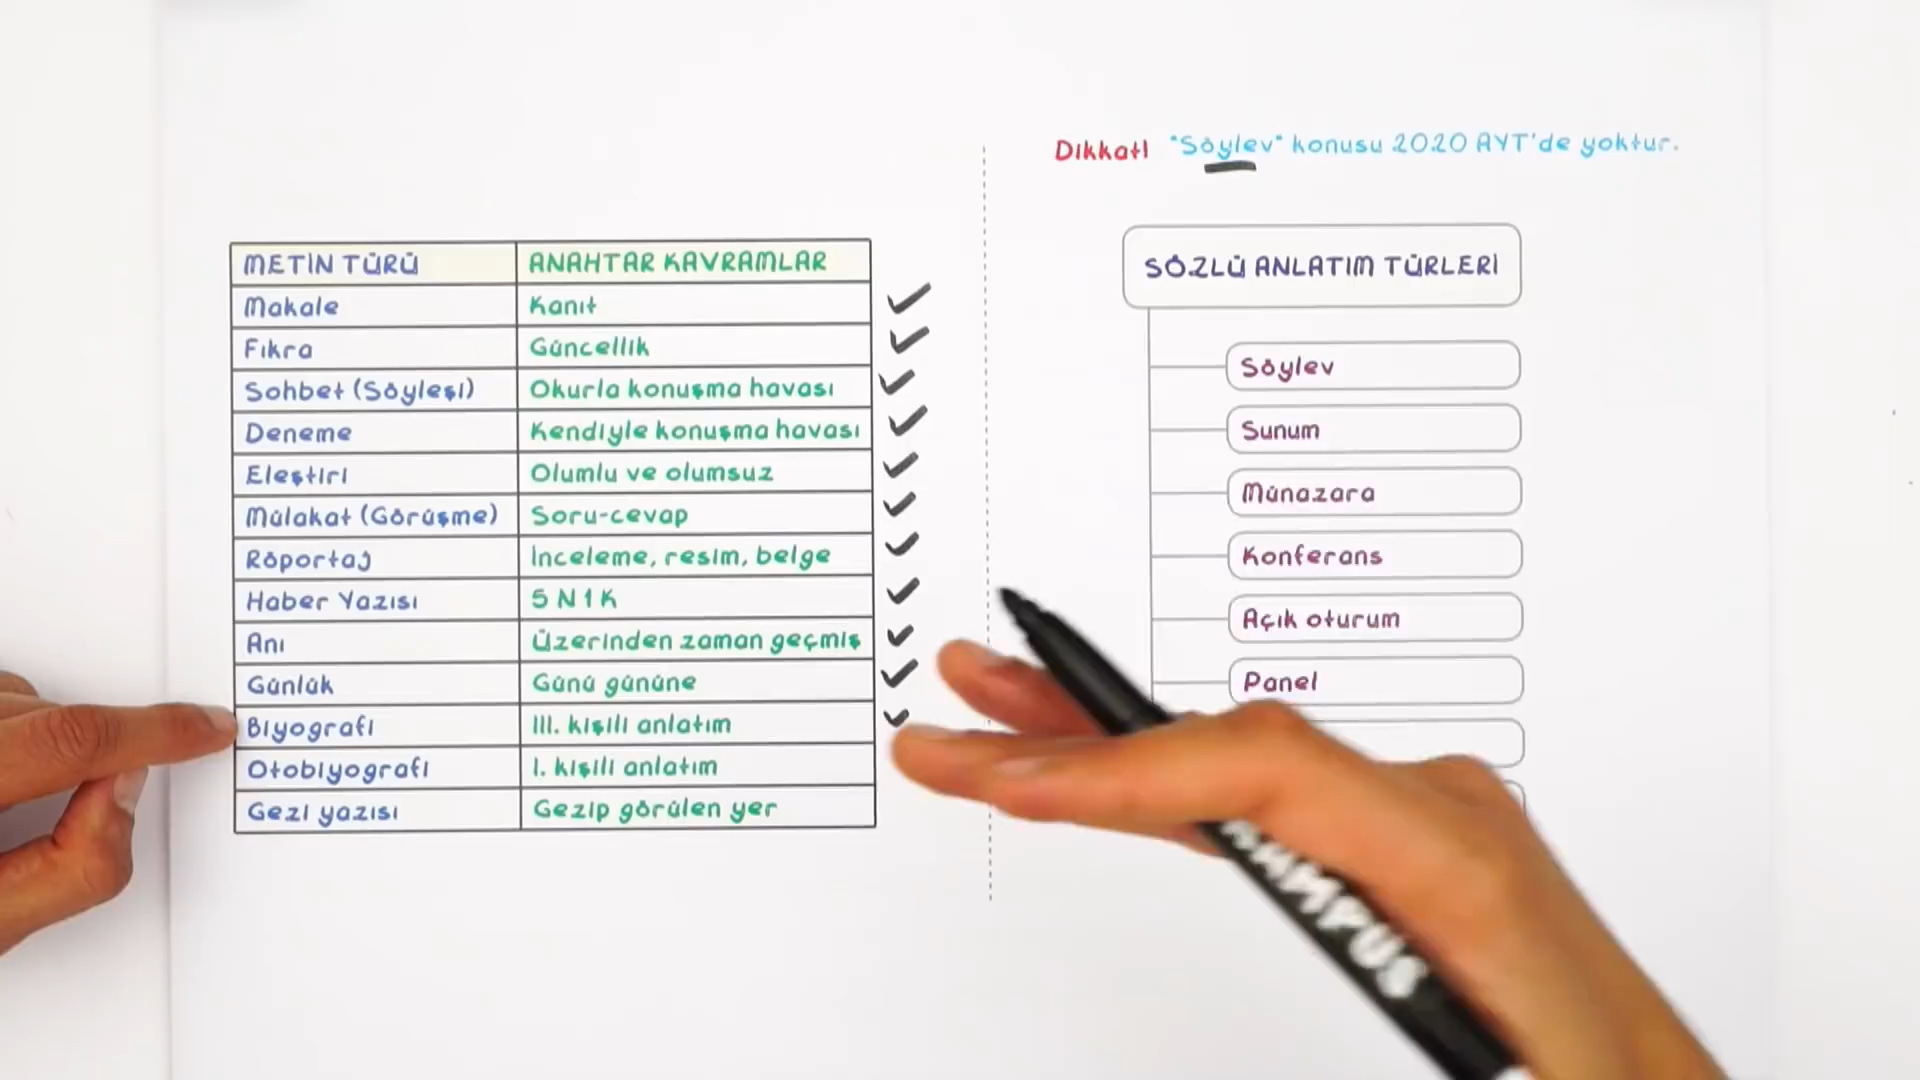 METİN TÜRÜ ANAHTAR KAVRAMLAR
Makale Kanıt
Fıkra Güncellik
Sohbet (Söyleşi) Okurla konuşma havası
Deneme Kendiyle konuşma havası
Eleştiri Olumlu ve olumsuz
Mülakat (Görüşme) Soru-cevap
Röportaj İnceleme, resim, belge
Haber Yazısı 5 N 1 K
Anı Üzerinden zaman geçmiş
Günlük Günü gününe
Biyografi III. kişili anlatım
Otobiyografi I. kişili anlatım
Gezi yazısı Gezip görülen yer
Dikkat! "Söylev" konusu 2020 AYT'de yoktur.
SÖZLÜ ANLATIM TÜRLERİ
Söylev
Sunum
Münazara
Konferans
Açık oturum
Panel
KAMPÜS